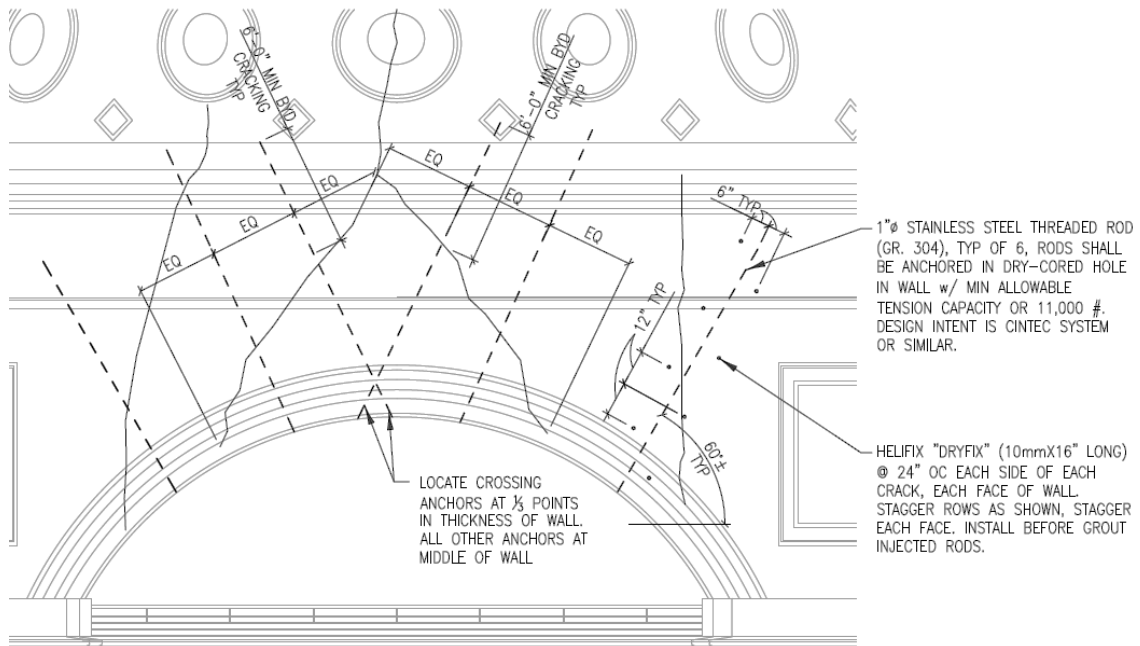 6'-0" MIN BYD
CRACKING
TYP
6'-0" MIN BYD
CRACKING
TYP
EQ
EQ
EQ
EQ
EQ
EQ
6" TYP
12" TYP
60°±
TYP
1"ø STAINLESS STEEL THREADED ROD
(GR. 304), TYP OF 6, RODS SHALL
BE ANCHORED IN DRY-CORED HOLE
IN WALL w/ MIN ALLOWABLE
TENSION CAPACITY OR 11,000 #.
DESIGN INTENT IS CINTEC SYSTEM
OR SIMILAR.
HELIFIX "DRYFIX" (10mmX16" LONG)
@ 24" OC EACH SIDE OF EACH
CRACK, EACH FACE OF WALL.
STAGGER ROWS AS SHOWN, STAGGER
EACH FACE. INSTALL BEFORE GROUT
INJECTED RODS.
LOCATE CROSSING
ANCHORS AT ⅓ POINTS
IN THICKNESS OF WALL.
ALL OTHER ANCHORS AT
MIDDLE OF WALL